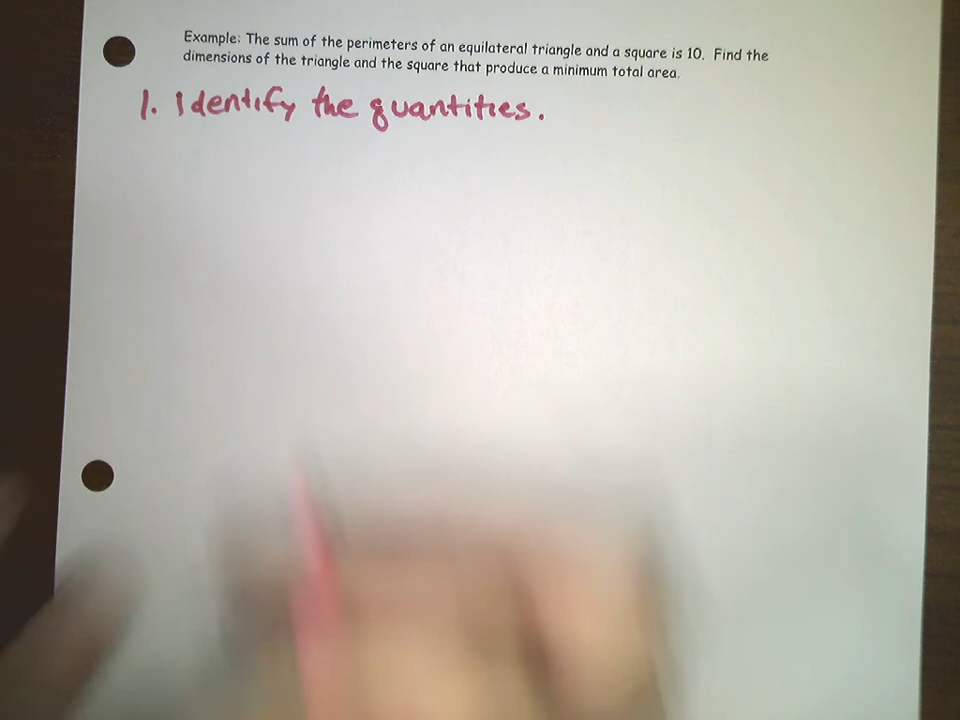 Example: The sum of the perimeters of an equilateral triangle and a square is 10. Find the
dimensions of the triangle and the square that produce a minimum total area.
1. Identify the quantities.